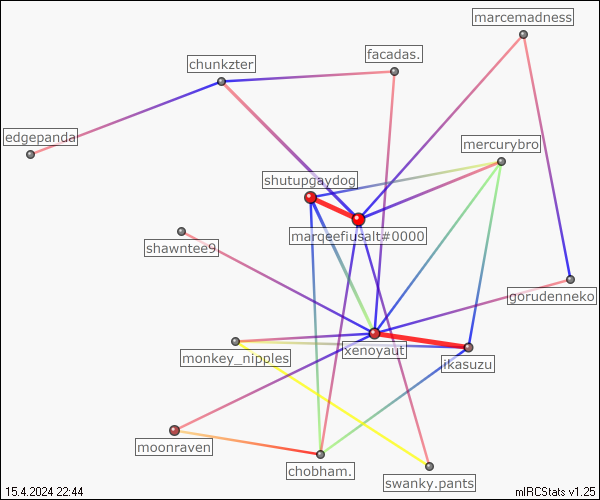 marcemadness
facadas.
chunkzter
edgepanda
mercurybro
shutupgaydog
marqeefiusalt#0000
shawntee9
gorudenneko
xenoyaut
monkey_nipples
ikasuzu
moonraven
chobham.
swanky.pants
15.4.2024 22:44
mIRCStats v1.25